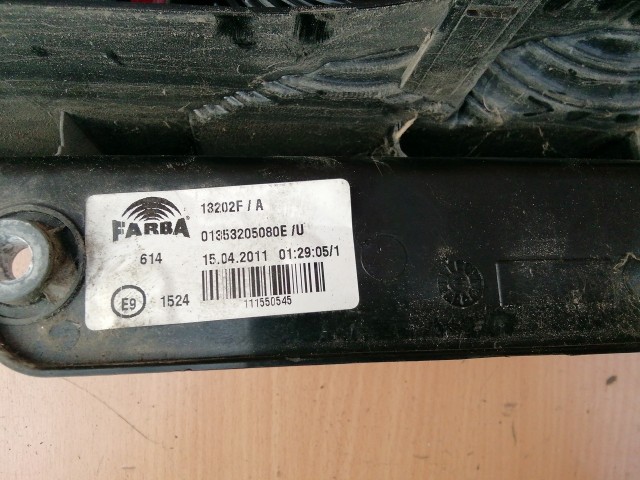 FARBA
13202F / A
01353205080E /U
614
15.04.2011 01:29:05/1
E9
1524
111550545